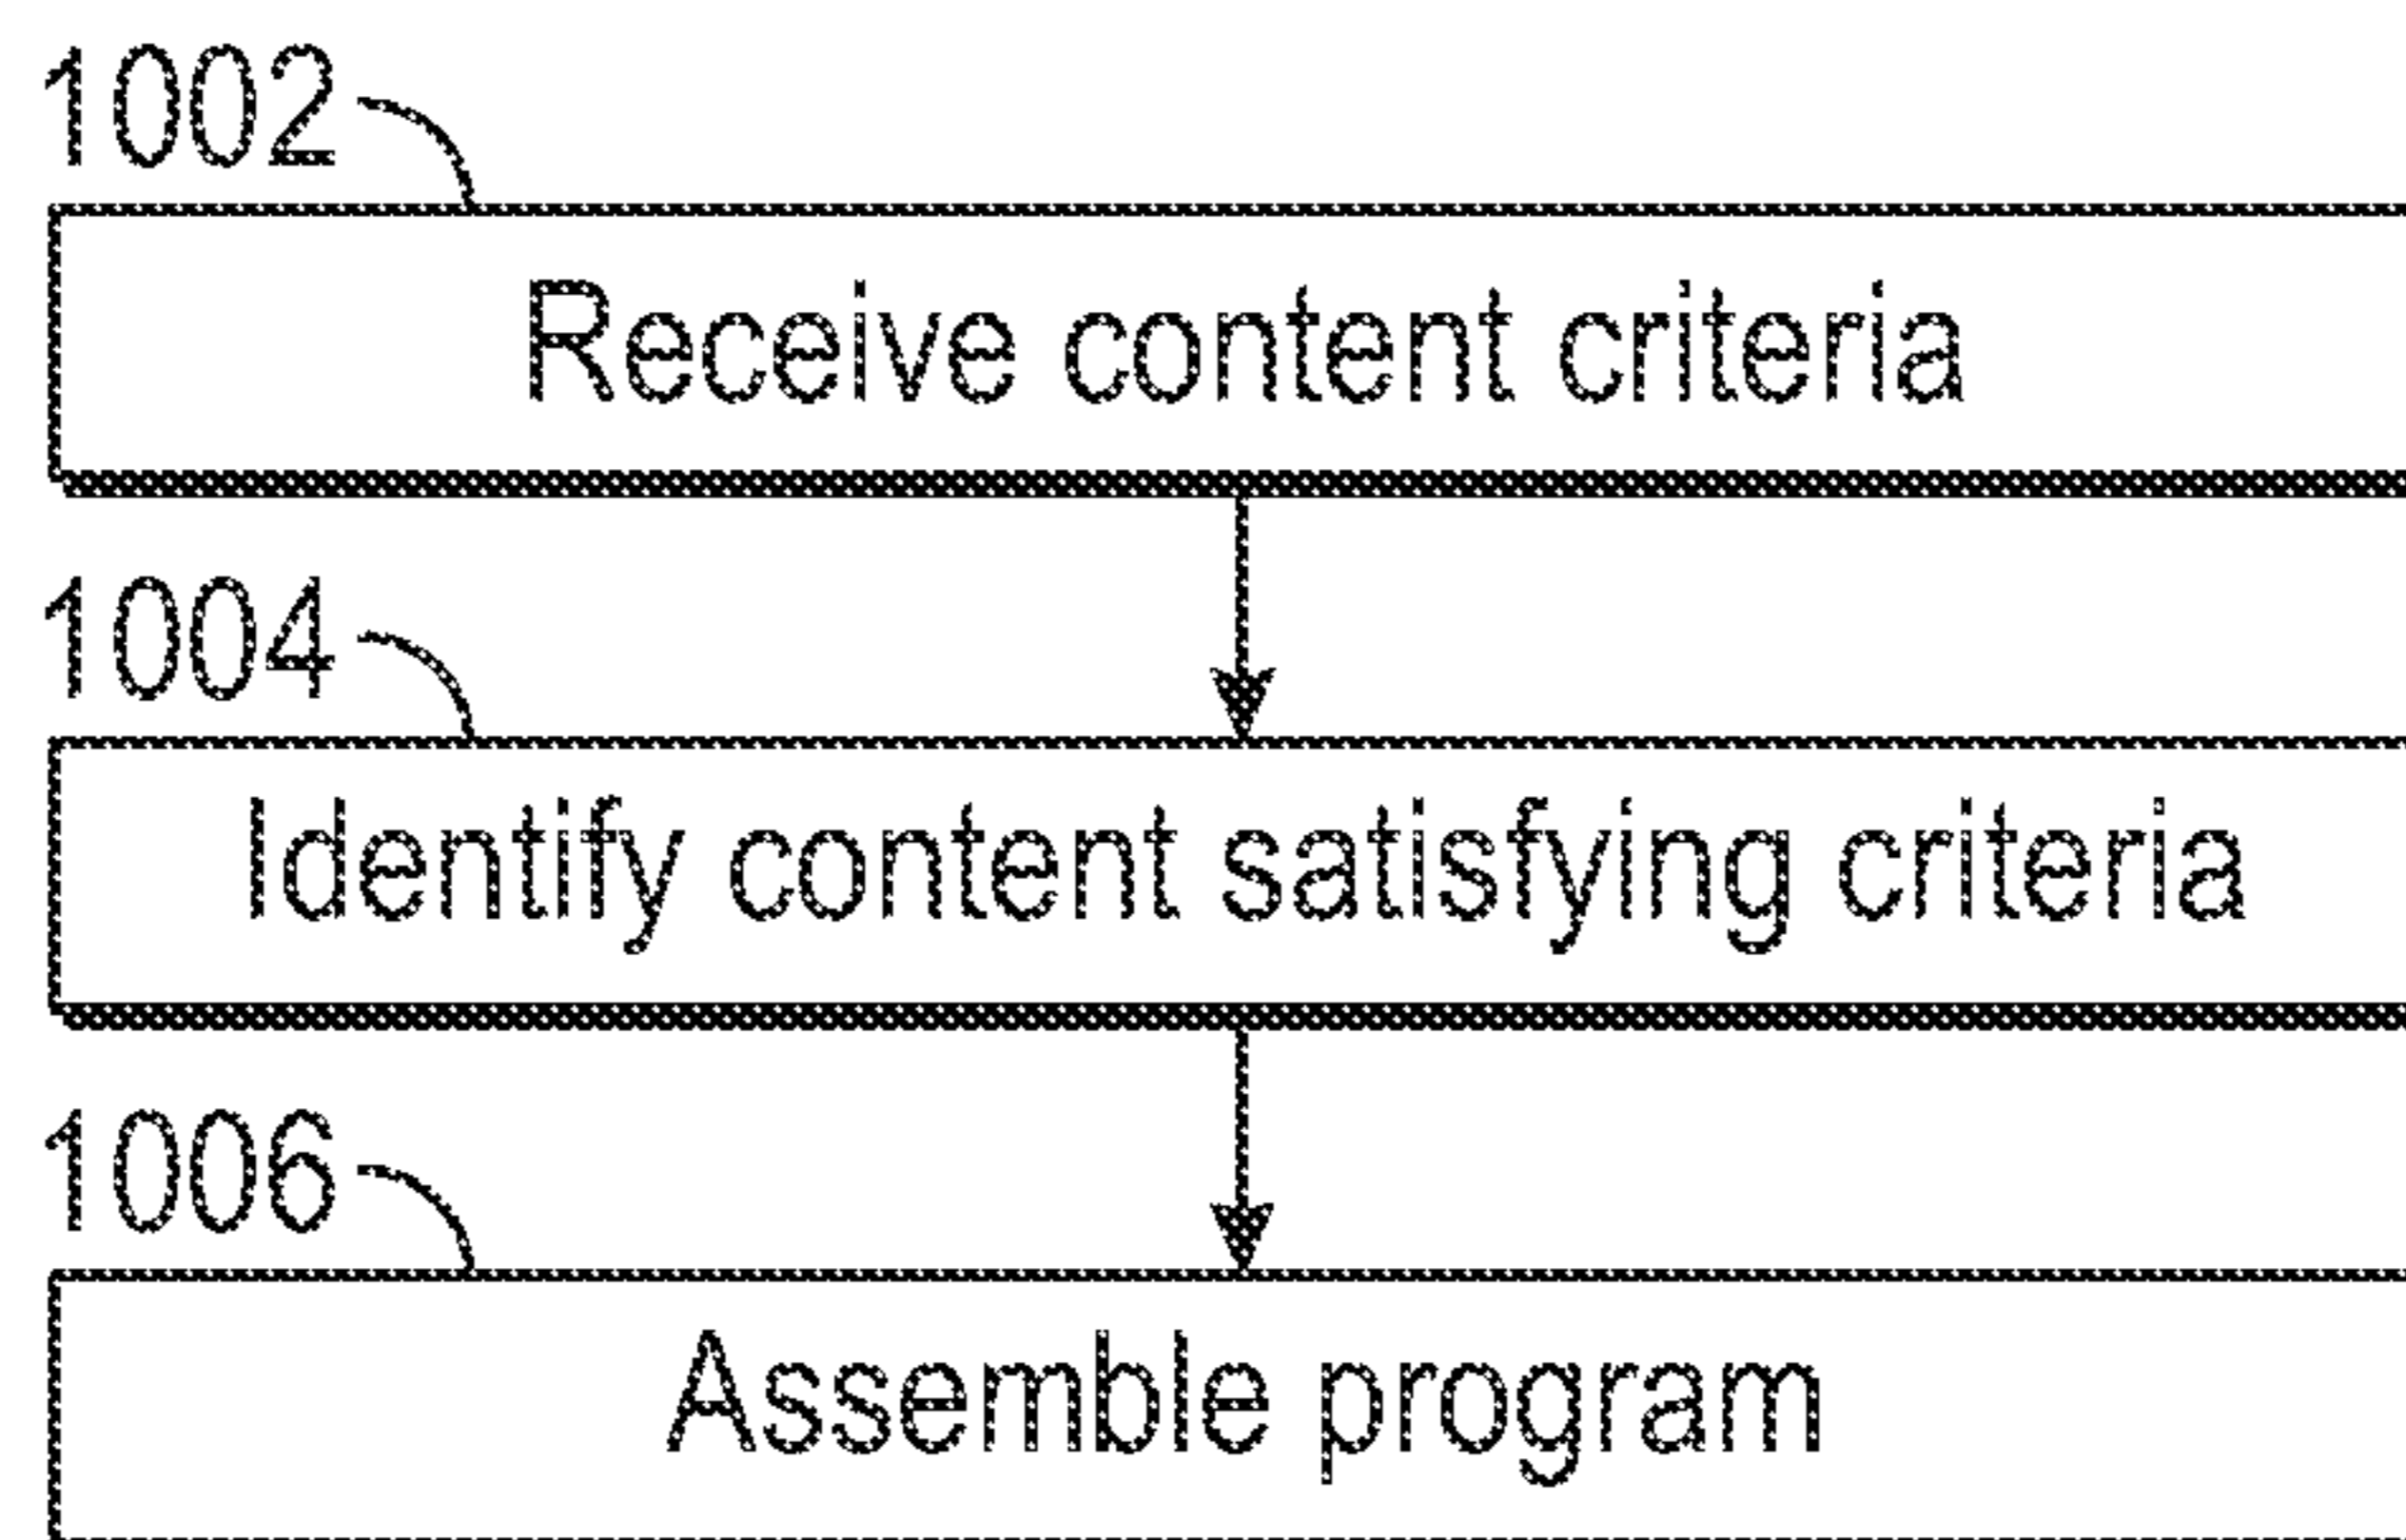 1002
Receive content criteria
1004
Identify content satisfying criteria
1006
Assemble program